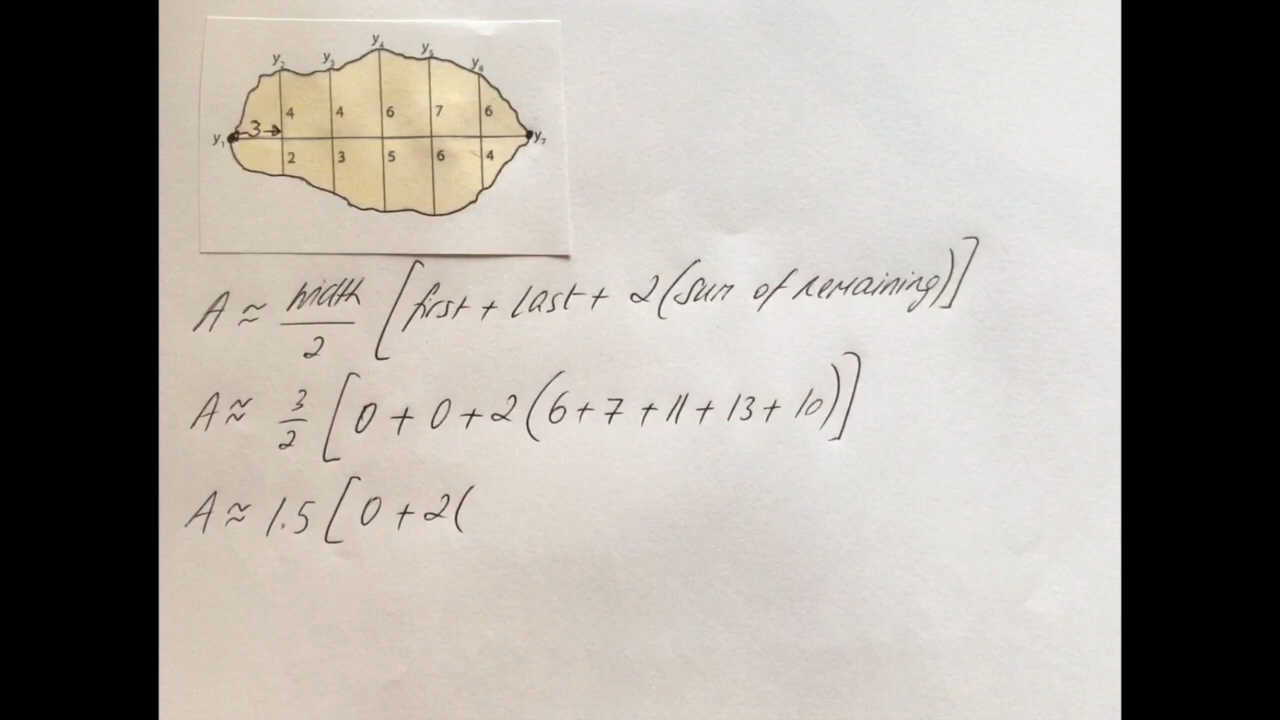 y₂ y₃ y₄ y₅ y₆
4 4 6 7 6
y₁ 3 y₇
2 3 5 6 4
A ≈ width/2 [first + last + 2(sum of remaining)]
A ≈ 3/2 [0 + 0 + 2(6 + 7 + 11 + 13 + 10)]
A ≈ 1.5 [0 + 2(